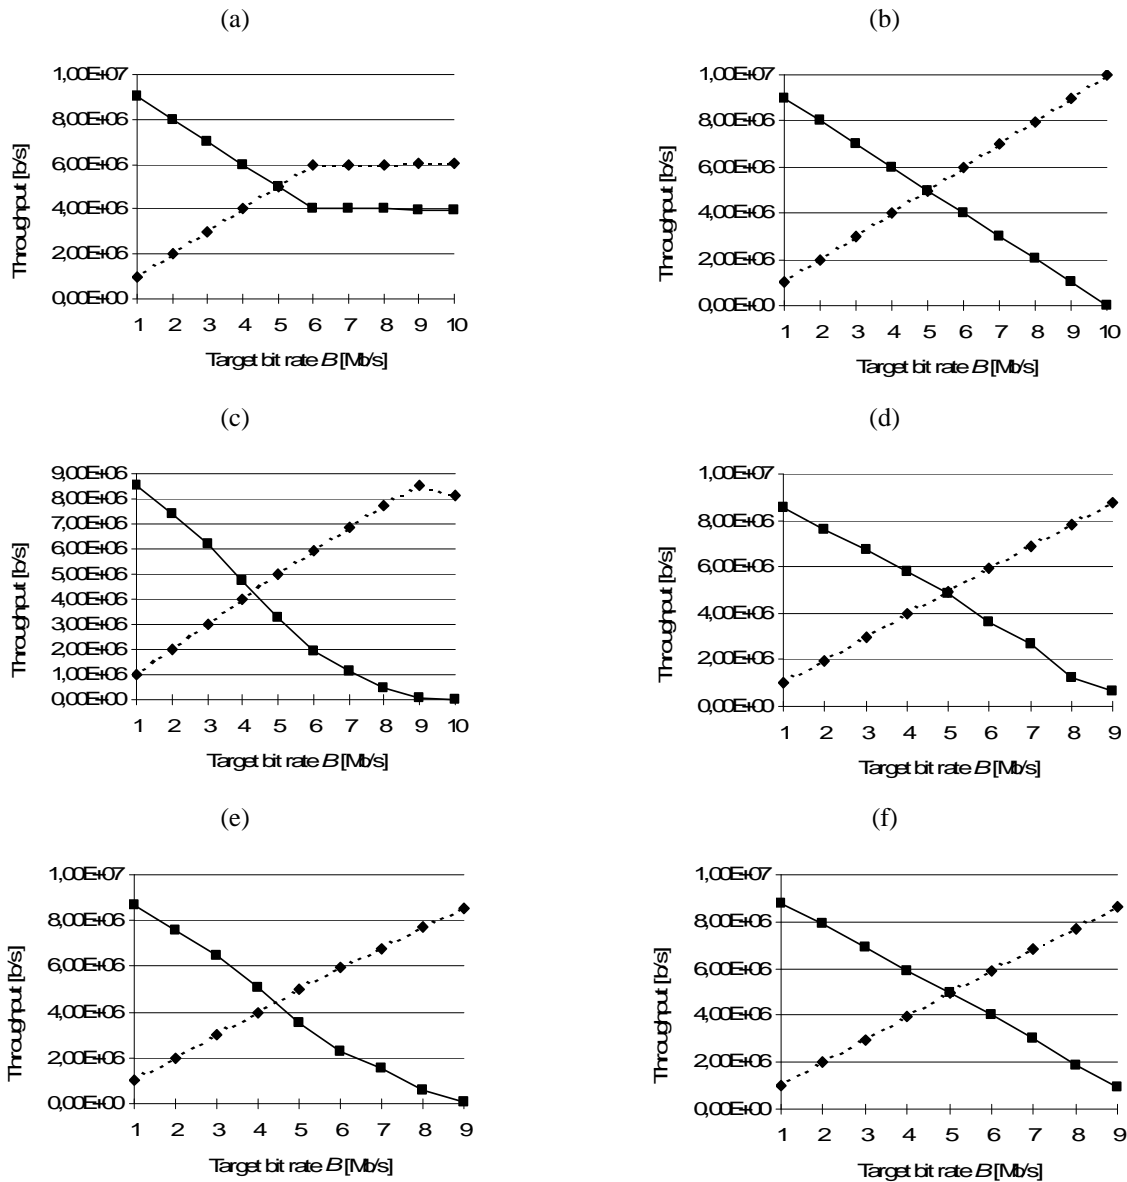 (a)
1,00E+07
8,00E+06
6,00E+06
4,00E+06
2,00E+06
0,00E+00
Throughput [b/s]
1 2 3 4 5 6 7 8 9 10
Target bit rate B [Mb/s]
(b)
1,00E+07
8,00E+06
6,00E+06
4,00E+06
2,00E+06
0,00E+00
Throughput [b/s]
1 2 3 4 5 6 7 8 9 10
Target bit rate B [Mb/s]
(c)
9,00E+06
8,00E+06
7,00E+06
6,00E+06
5,00E+06
4,00E+06
3,00E+06
2,00E+06
1,00E+06
0,00E+00
Throughput [b/s]
1 2 3 4 5 6 7 8 9 10
Target bit rate B [Mb/s]
(d)
1,00E+07
8,00E+06
6,00E+06
4,00E+06
2,00E+06
0,00E+00
Throughput [b/s]
1 2 3 4 5 6 7 8 9
Target bit rate B [Mb/s]
(e)
1,00E+07
8,00E+06
6,00E+06
4,00E+06
2,00E+06
0,00E+00
Throughput [b/s]
1 2 3 4 5 6 7 8 9
Target bit rate B [Mb/s]
(f)
1,00E+07
8,00E+06
6,00E+06
4,00E+06
2,00E+06
0,00E+00
Throughput [b/s]
1 2 3 4 5 6 7 8 9
Target bit rate B [Mb/s]